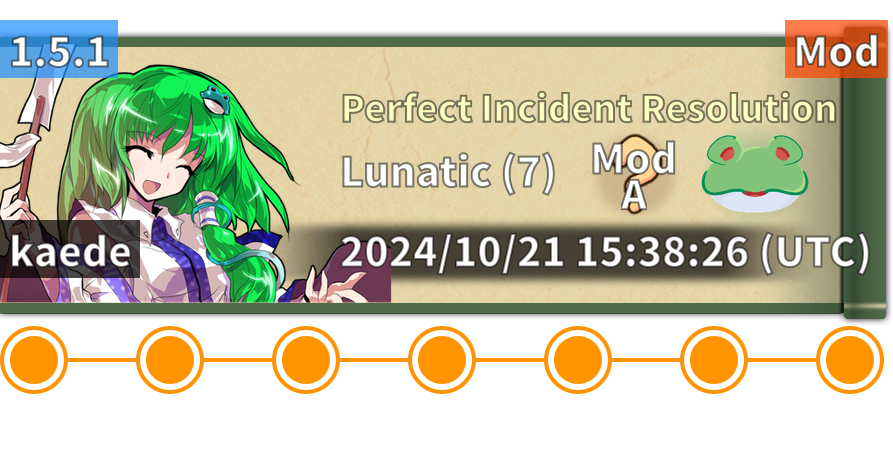 1.5.1
Mod
Perfect Incident Resolution
Lunatic (7)
Mod
A
kaede
2024/10/21 15:38:26 (UTC)